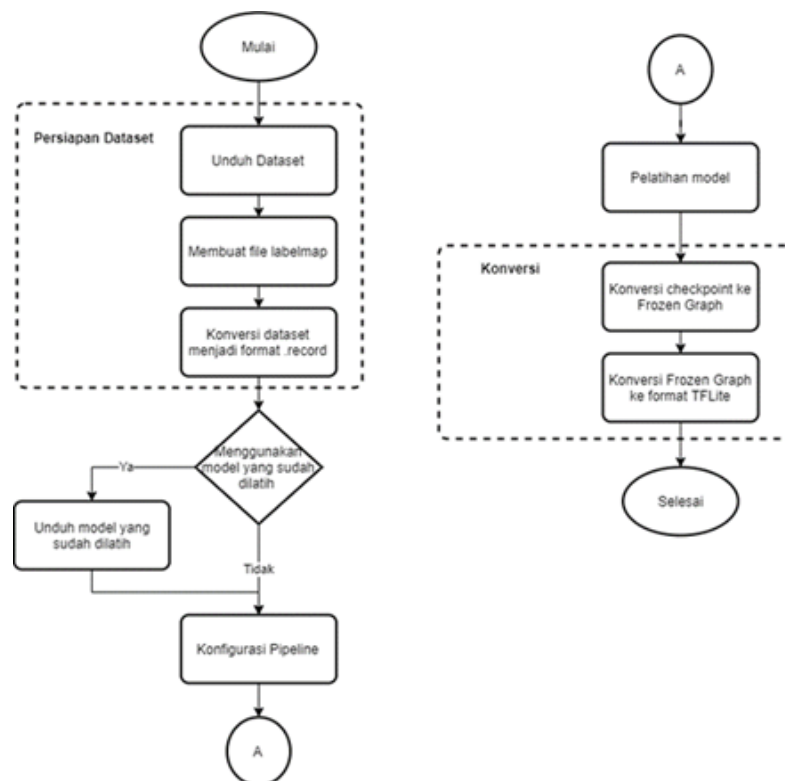 Mulai
Persiapan Dataset
Unduh Dataset
Membuat file labelmap
Konversi dataset
menjadi format .record
Menggunakan
model yang sudah
dilatih
Ya
Unduh model yang
sudah dilatih
Tidak
Konfigurasi Pipeline
A
A
Pelatihan model
Konversi
Konversi checkpoint ke
Frozen Graph
Konversi Frozen Graph
ke format TFLite
Selesai